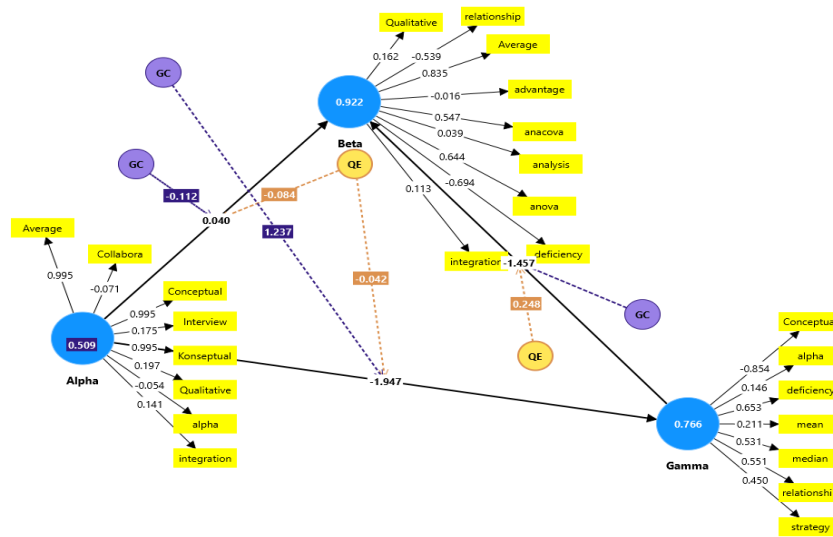 Qualitative
relationship
Average
advantage
anacova
analysis
anova
deficiency
integration
0.162
-0.539
0.835
-0.016
0.547
0.039
0.644
-0.694
0.113
0.922
Beta
GC
GC
QE
-0.112
-0.084
0.040
1.237
-0.042
-1.457
0.248
GC
QE
Average
Collabora
Conceptual
Interview
Konseptual
Qualitative
alpha
integration
0.995
-0.071
0.995
0.175
0.995
0.197
-0.054
0.141
0.509
Alpha
-1.947
0.766
Gamma
-0.854
0.146
0.653
0.211
0.531
0.551
0.450
Conceptua
alpha
deficiency
mean
median
relationshi
strategy